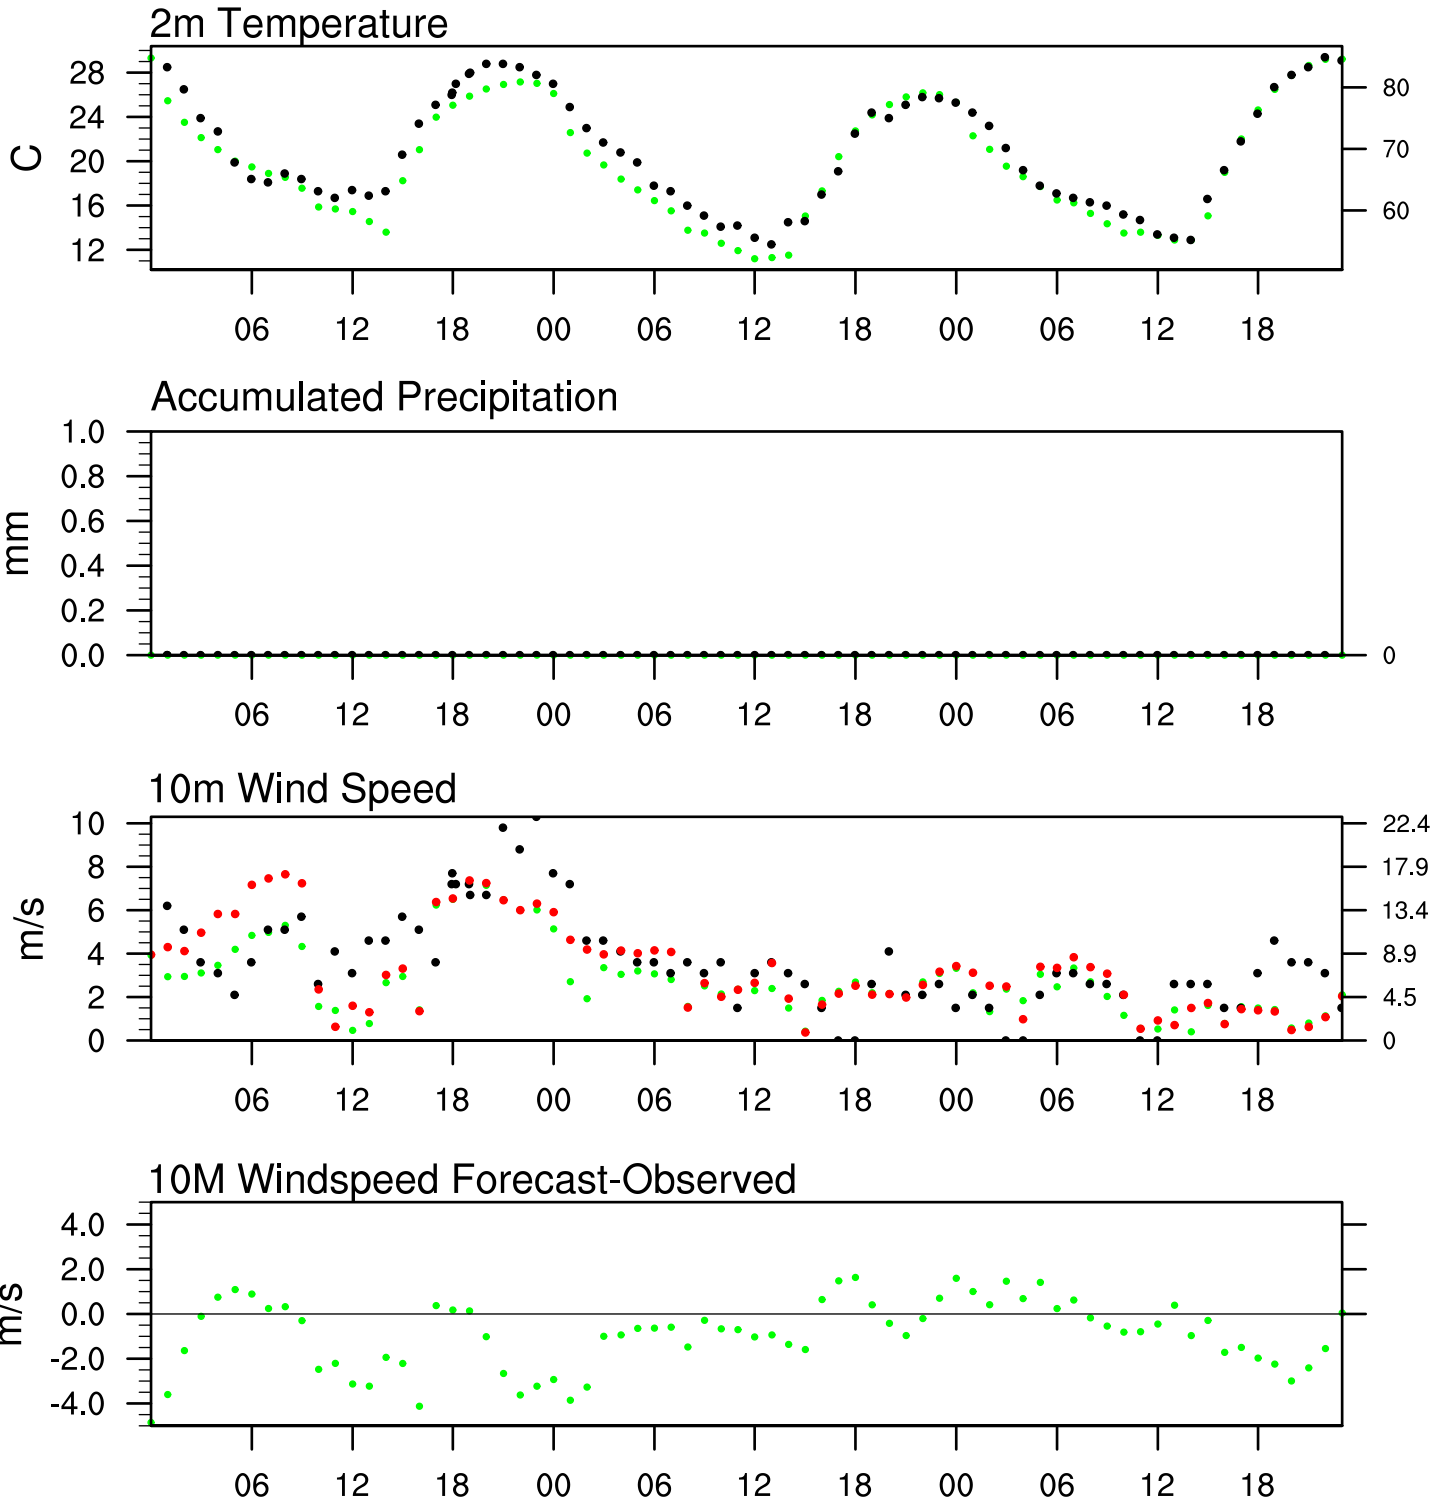 2m Temperature
28
24
20
16
12
C
80
70
60
06 12 18 00 06 12 18 00 06 12 18
Accumulated Precipitation
1.0
0.8
0.6
0.4
0.2
0.0
mm
0
06 12 18 00 06 12 18 00 06 12 18
10m Wind Speed
10
8
6
4
2
0
m/s
22.4
17.9
13.4
8.9
4.5
0
06 12 18 00 06 12 18 00 06 12 18
10M Windspeed Forecast-Observed
4.0
2.0
0.0
-2.0
-4.0
m/s
06 12 18 00 06 12 18 00 06 12 18